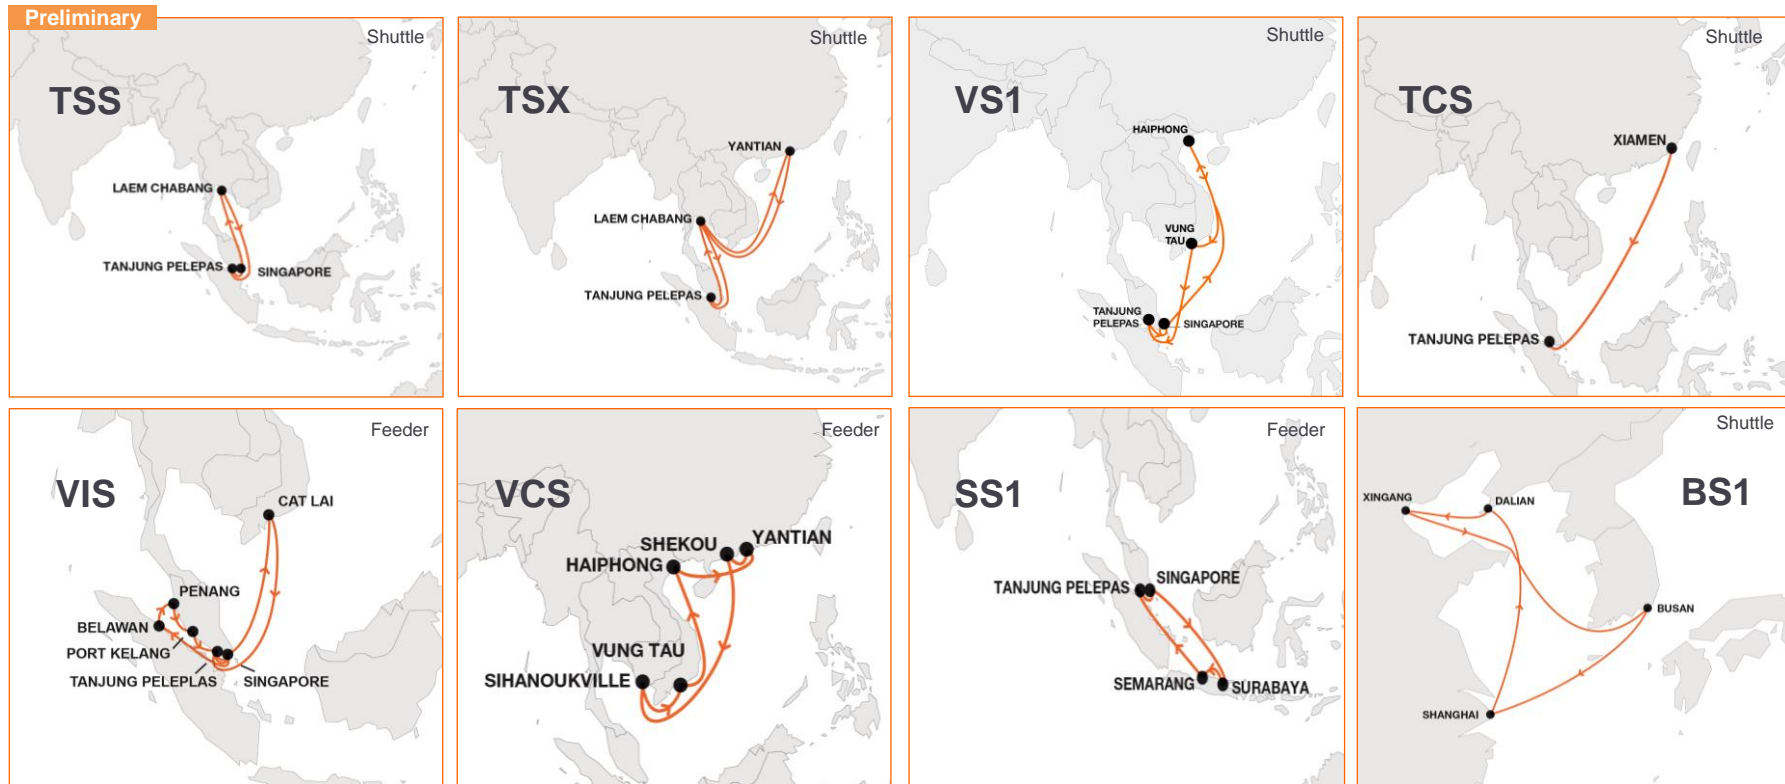 Preliminary
Shuttle
TSS
LAEM CHABANG
TANJUNG PELEPAS
SINGAPORE
Shuttle
TSX
YANTIAN
LAEM CHABANG
TANJUNG PELEPAS
Shuttle
VS1
HAIPHONG
VUNG
TAU
TANJUNG
PELEPAS
SINGAPORE
Shuttle
TCS
XIAMEN
TANJUNG PELEPAS
Feeder
VIS
CAT LAI
PENANG
BELAWAN
PORT KELANG
TANJUNG PELEPLAS
SINGAPORE
Feeder
VCS
YANTIAN
SHEKOU
HAIPHONG
VUNG TAU
SIHANOUKVILLE
Feeder
SS1
SINGAPORE
TANJUNG PELEPAS
SEMARANG
SURABAYA
Shuttle
BS1
XINGANG
DALIAN
BUSAN
SHANGHAI